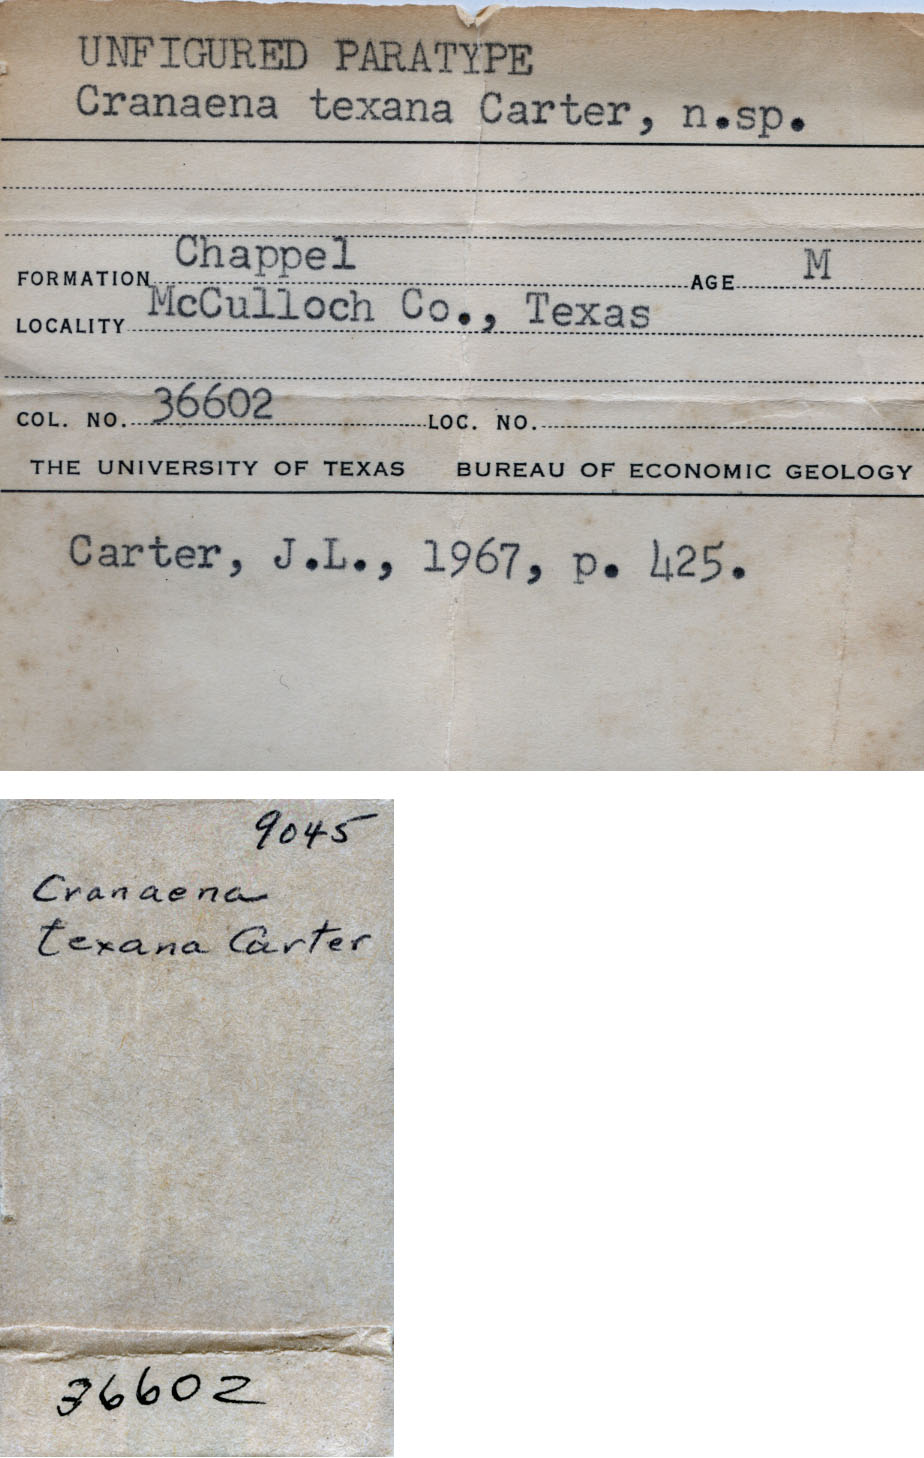 UNFIGURED PARATYPE
Cranaena texana Carter, n.sp.
FORMATION Chappel AGE M
LOCALITY McCulloch Co., Texas
COL. NO. 36602 LOC. NO.
THE UNIVERSITY OF TEXAS BUREAU OF ECONOMIC GEOLOGY
Carter, J.L., 1967, p. 425.
9045
Cranaena
texana Carter
36602